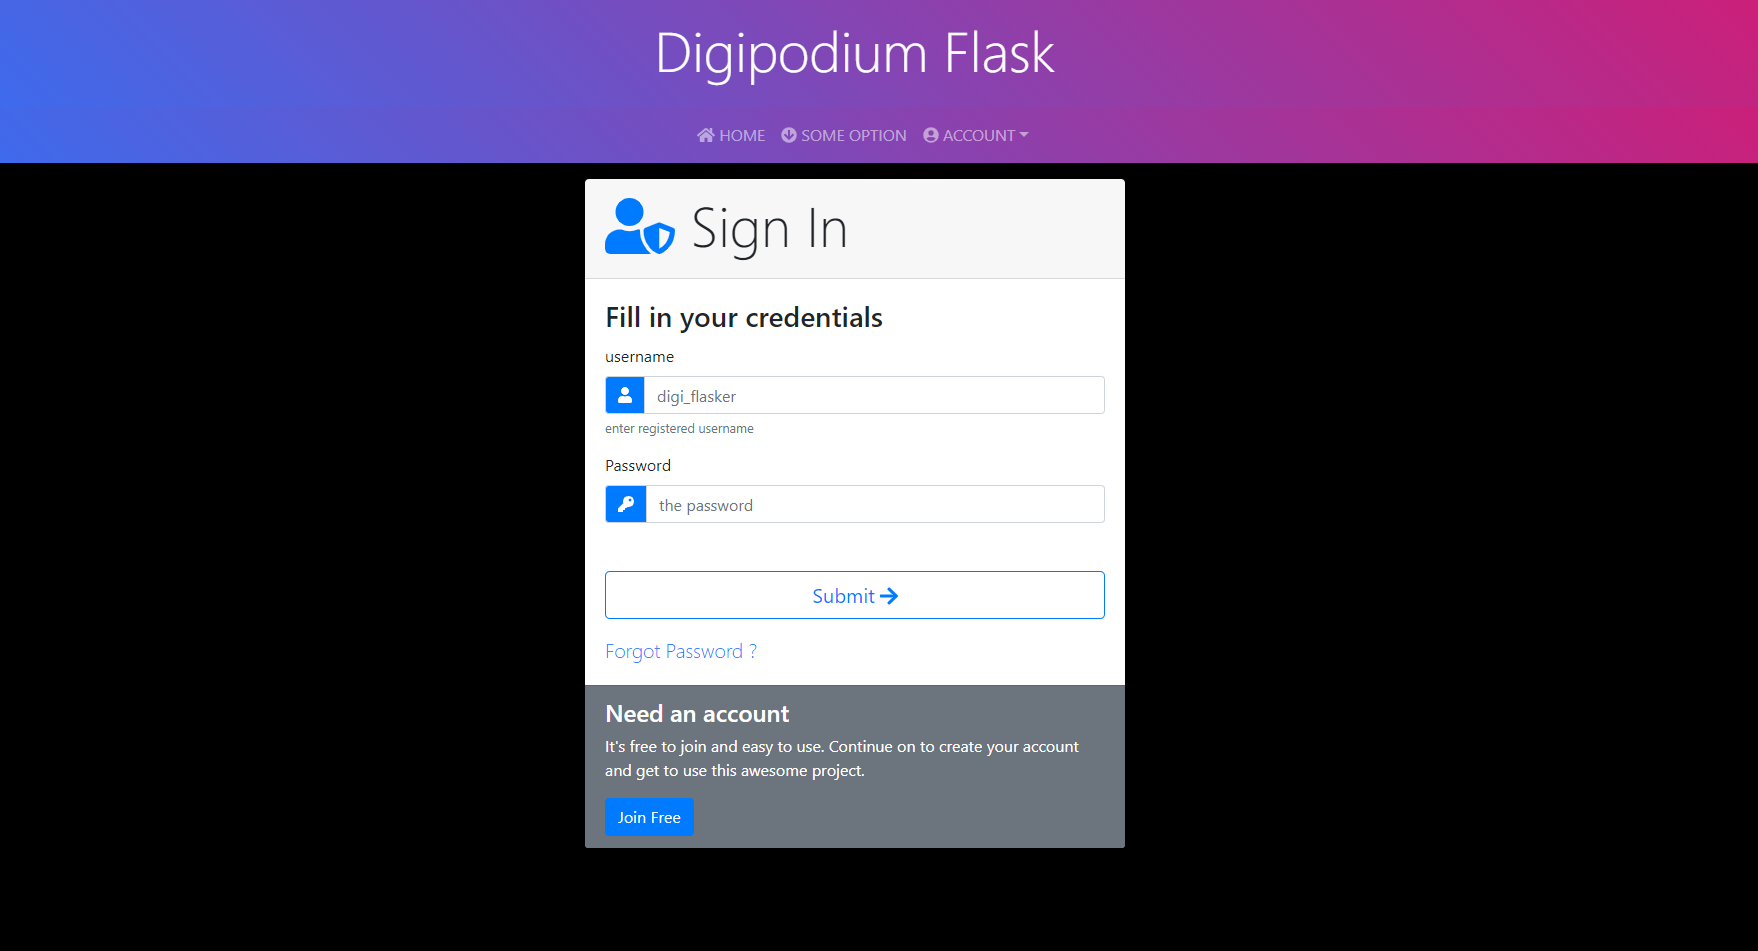 Digipodium Flask
HOME SOME OPTION ACCOUNT
Sign In
Fill in your credentials
username
digi_flasker
enter registered username
Password
the password
Submit
Forgot Password ?
Need an account
It's free to join and easy to use. Continue on to create your account
and get to use this awesome project.
Join Free